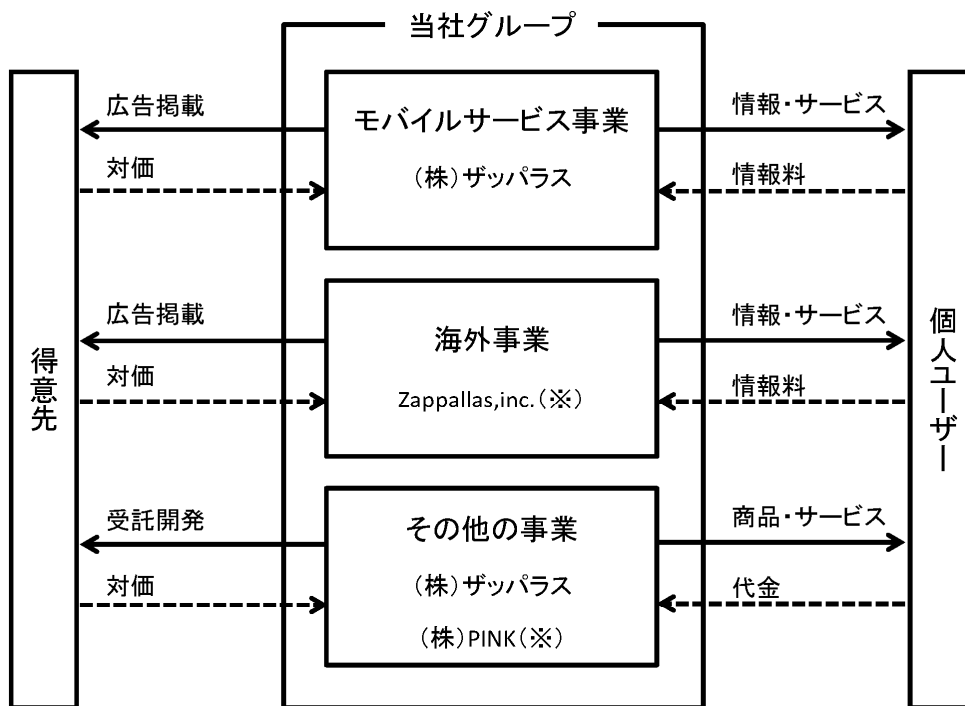 当社グループ
得意先
広告掲載
対価
モバイルサービス事業
（株）ザッパラス
情報・サービス
情報料
広告掲載
対価
海外事業
Zappallas,inc.（※）
情報・サービス
情報料
受託開発
対価
その他の事業
（株）ザッパラス
（株）PINK（※）
商品・サービス
代金
個人ユーザー